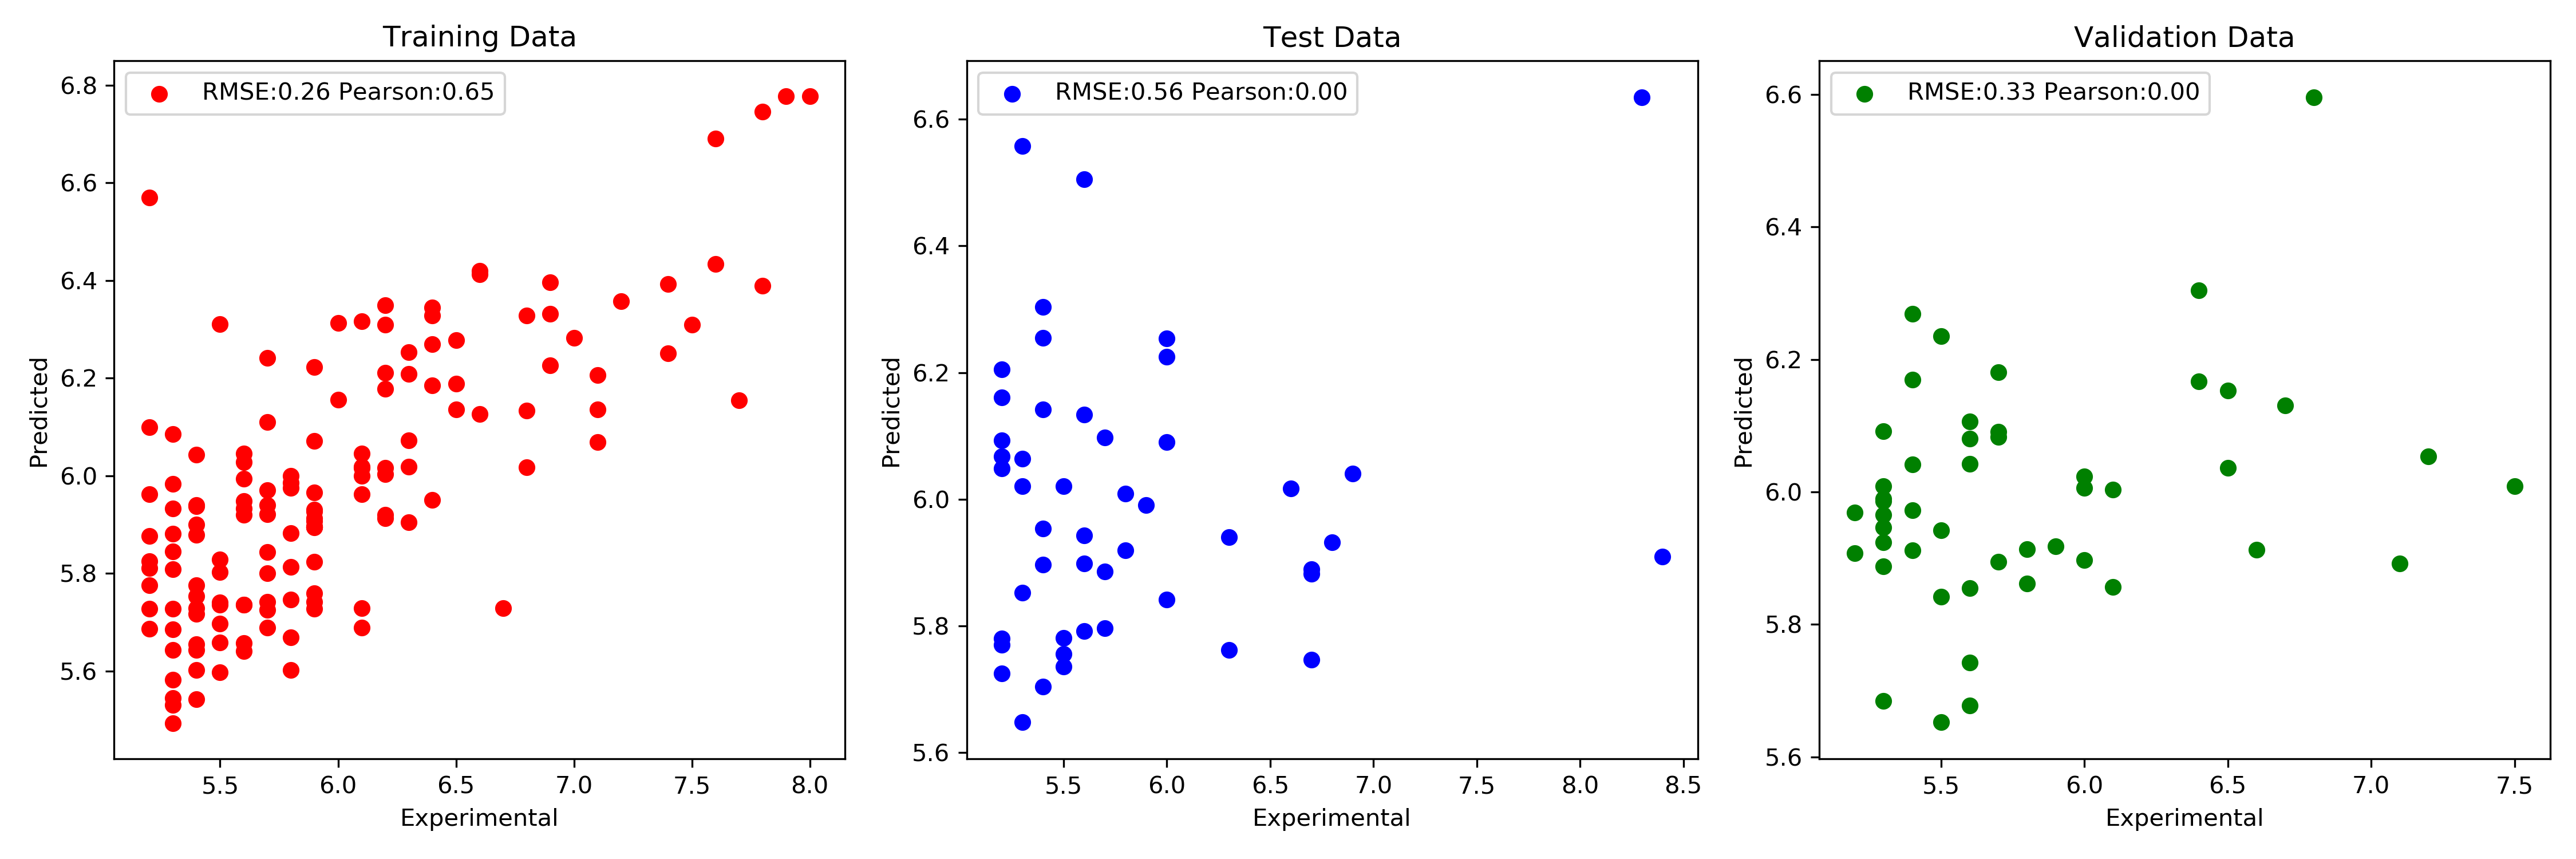 Training Data
RMSE:0.26 Pearson:0.65
6.8
6.6
6.4
6.2
6.0
5.8
5.6
Predicted
5.5 6.0 6.5 7.0 7.5 8.0
Experimental
Test Data
RMSE:0.56 Pearson:0.00
6.6
6.4
6.2
6.0
5.8
5.6
Predicted
5.5 6.0 6.5 7.0 7.5 8.0 8.5
Experimental
Validation Data
RMSE:0.33 Pearson:0.00
6.6
6.4
6.2
6.0
5.8
5.6
Predicted
5.5 6.0 6.5 7.0 7.5
Experimental